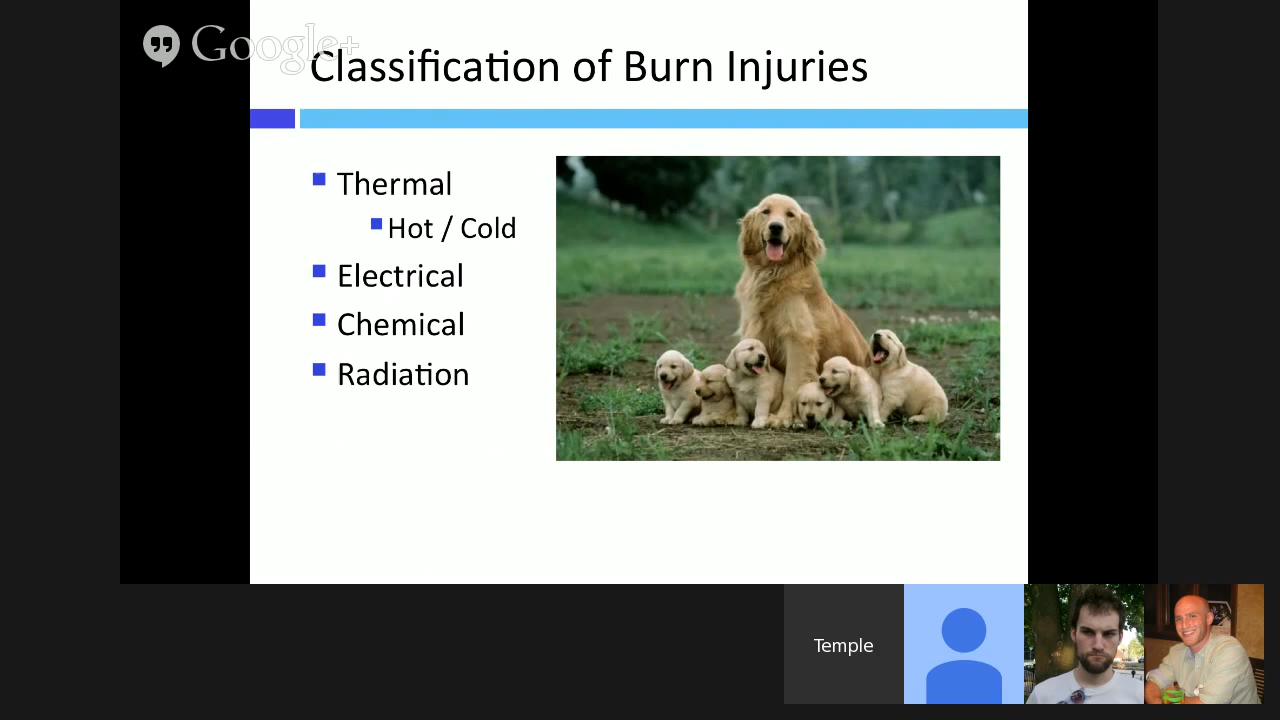 Google+
Classification of Burn Injuries
Thermal
Hot / Cold
Electrical
Chemical
Radiation
Temple